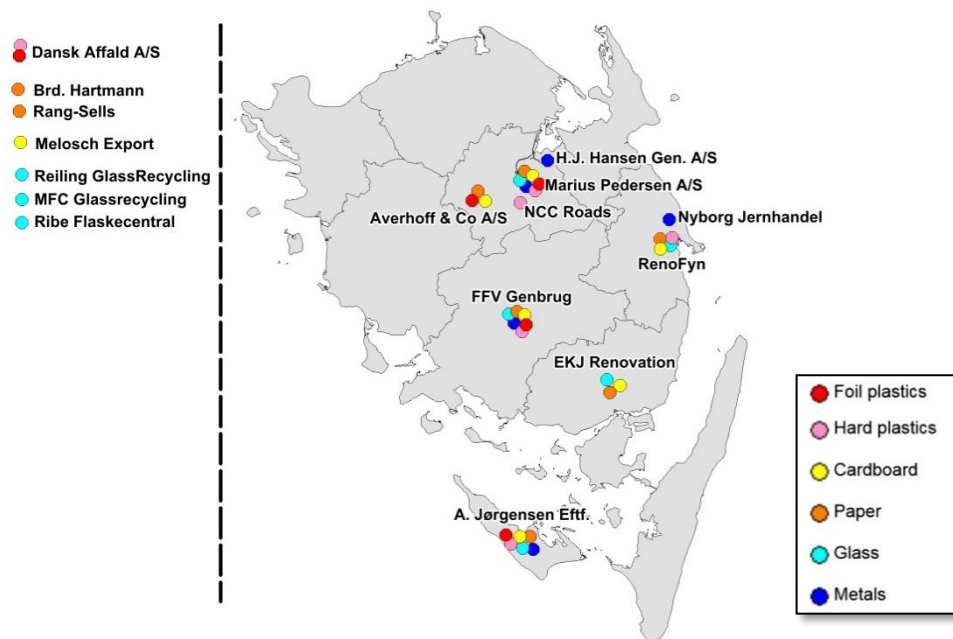 Dansk Affald A/S
Brd. Hartmann
Rang-Sells
Melosch Export
Reiling GlassRecycling
MFC Glassrecycling
Ribe Flaskecentral
H.J. Hansen Gen. A/S
Marius Pedersen A/S
NCC Roads
Averhoff & Co A/S
Nyborg Jernhandel
RenoFyn
FFV Genbrug
EKJ Renovation
A. Jørgensen Eftf.
Foil plastics
Hard plastics
Cardboard
Paper
Glass
Metals